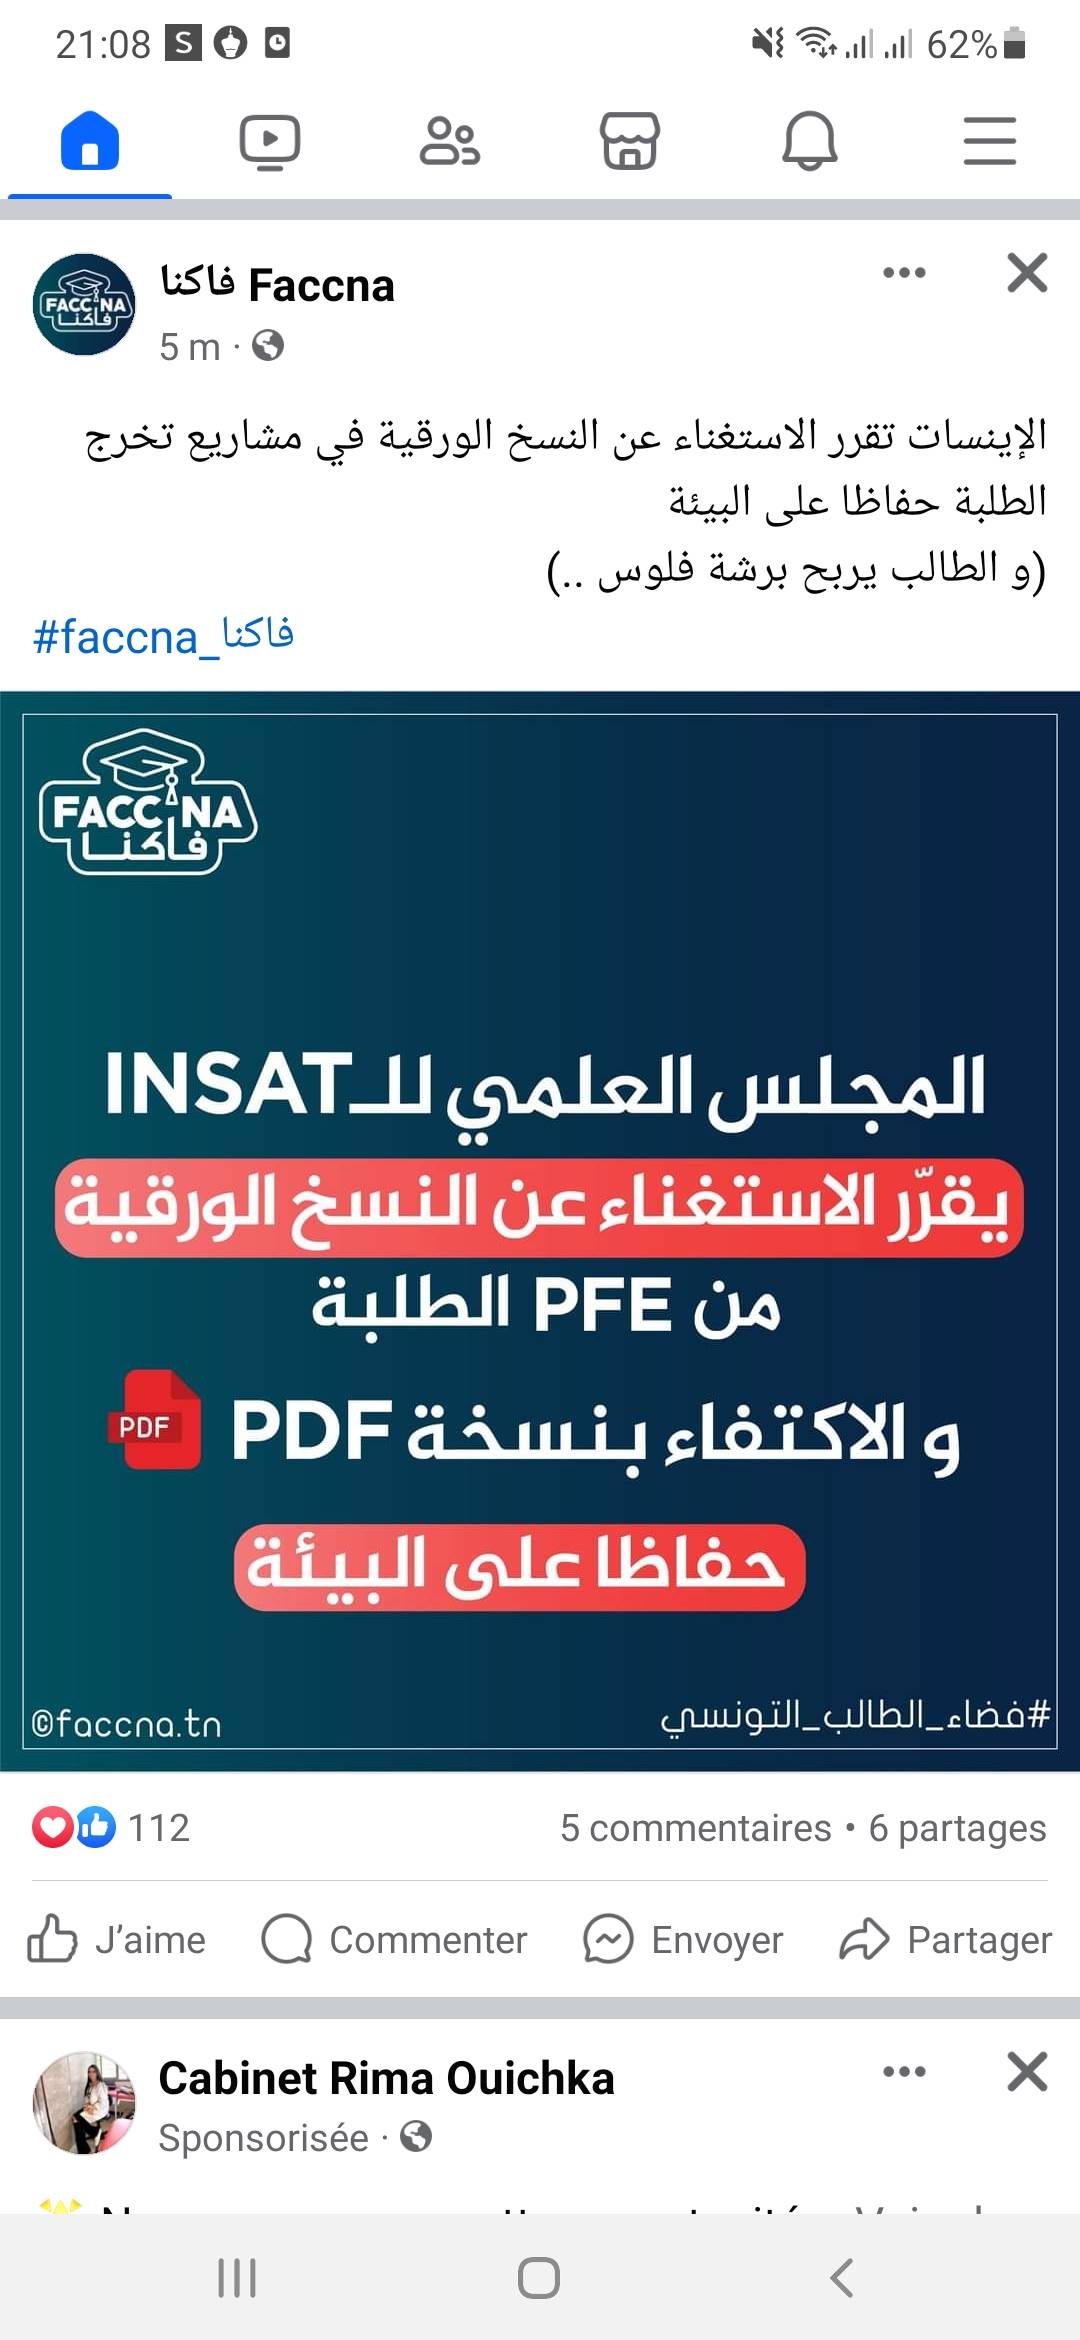 21:08
62%
فاكنا Faccna
5 m
الإينسات تقرر الاستغناء عن النسخ الورقية في مشاريع تخرج
الطلبة حفاظا على البيئة
(و الطالب يربح برشة فلوس ..)
#faccna_فاكنا
FACCNA
فاكنا
المجلس العلمي للـINSAT
يقرّر الاستغناء عن النسخ الورقية
من PFE الطلبة
و الاكتفاء بنسخة PDF
PDF
حفاظا على البيئة
©faccna.tn
#فضاء_الطالب_التونسي
112
5 commentaires • 6 partages
J’aime
Commenter
Envoyer
Partager
Cabinet Rima Ouichka
Sponsorisée